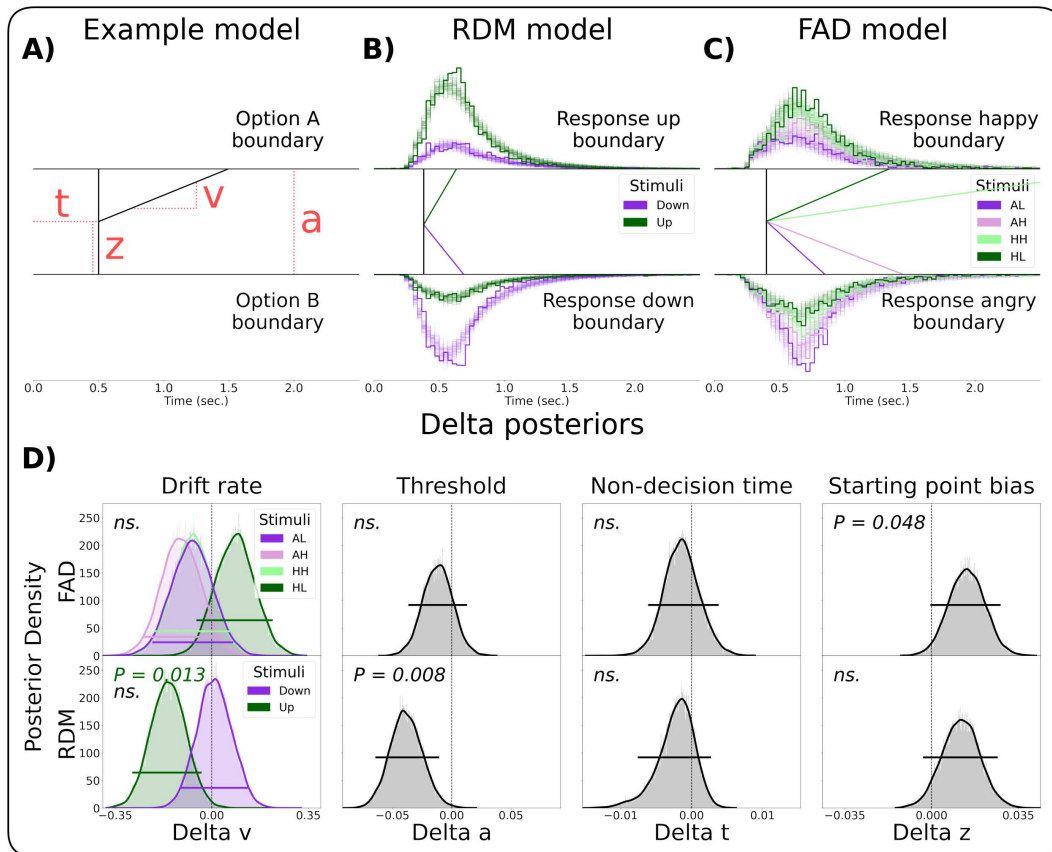 Example model
RDM model
FAD model
A)
B)
C)
Option A
boundary
Response up
boundary
Response happy
boundary
t
v
z
a
Stimuli
Down
Up
Stimuli
AL
AH
HH
HL
Option B
boundary
Response down
boundary
Response angry
boundary
0.0 0.5 1.0 1.5 2.0
Time (sec.)
0.0 0.5 1.0 1.5 2.0
Time (sec.)
0.0 0.5 1.0 1.5 2.0
Time (sec.)
Delta posteriors
D)
Drift rate
Threshold
Non-decision time
Starting point bias
Posterior Density
FAD
250
200
150
100
50
0
ns.
Stimuli
AL
AH
HH
HL
ns.
ns.
P = 0.048
RDM
250
200
150
100
50
0
P = 0.013
ns.
Stimuli
Down
Up
P = 0.008
ns.
ns.
−0.35 0.00 0.35
Delta v
−0.05 0.00 0.05
Delta a
−0.01 0.00 0.01
Delta t
−0.035 0.000 0.035
Delta z